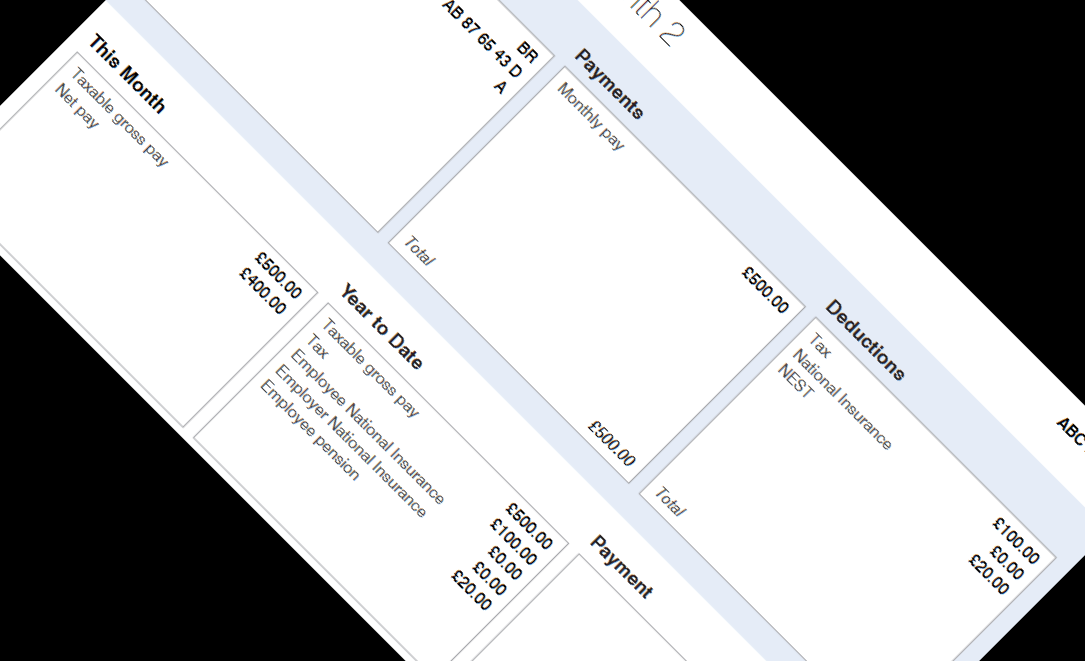 th 2
ABC
BR
AB 87 65 43 D
A
Payments
Monthly pay £500.00
Total £500.00
Deductions
Tax £100.00
National Insurance £0.00
NEST £20.00
Total
This Month
Taxable gross pay £500.00
Net pay £400.00
Year to Date
Taxable gross pay £500.00
Tax £100.00
Employee National Insurance £0.00
Employer National Insurance £0.00
Employee pension £20.00
Payment